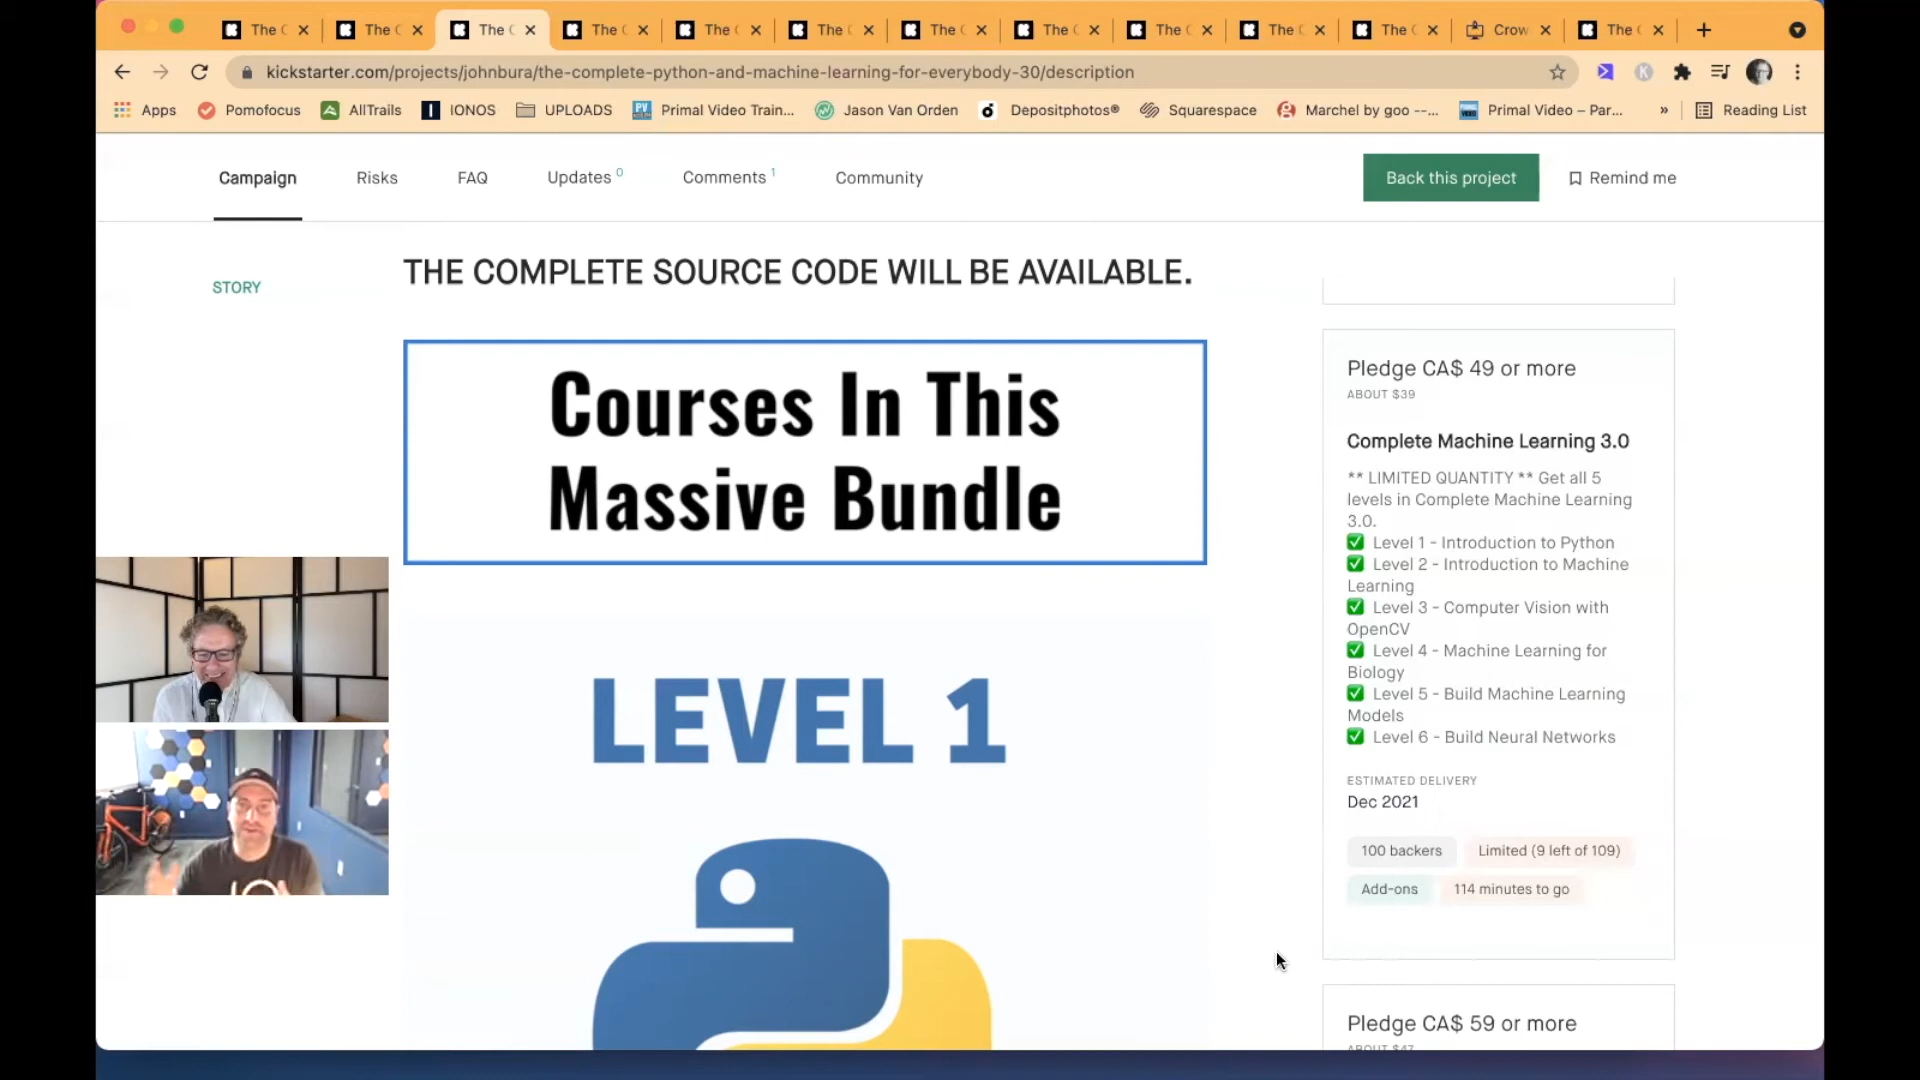 The C
The C
The C
The C
The C
The C
The C
The C
The C
The C
The C
Crow
The C
kickstarter.com/projects/johnbura/the-complete-python-and-machine-learning-for-everybody-30/description
Apps
Pomofocus
AllTrails
IONOS
UPLOADS
Primal Video Train...
Jason Van Orden
Depositphotos®
Squarespace
Marchel by goo --...
Primal Video – Par...
»
Reading List
Campaign
Risks
FAQ
Updates 0
Comments 1
Community
Back this project
Remind me
STORY
THE COMPLETE SOURCE CODE WILL BE AVAILABLE.
Courses In This
Massive Bundle
LEVEL 1
Pledge CA$ 49 or more
ABOUT $39
Complete Machine Learning 3.0
** LIMITED QUANTITY ** Get all 5
levels in Complete Machine Learning
3.0.
✅ Level 1 - Introduction to Python
✅ Level 2 - Introduction to Machine
Learning
✅ Level 3 - Computer Vision with
OpenCV
✅ Level 4 - Machine Learning for
Biology
✅ Level 5 - Build Machine Learning
Models
✅ Level 6 - Build Neural Networks
ESTIMATED DELIVERY
Dec 2021
100 backers
Limited (9 left of 109)
Add-ons
114 minutes to go
Pledge CA$ 59 or more
ABOUT $47